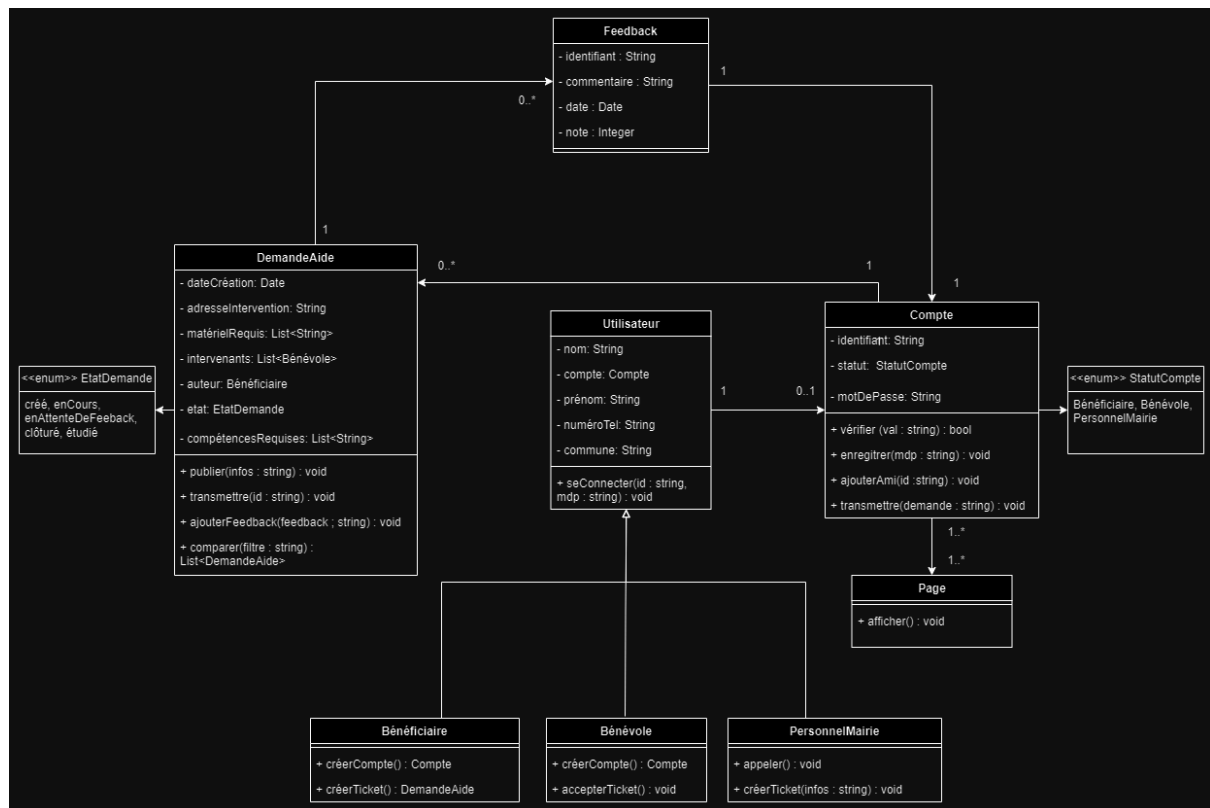 Feedback
- identifiant : String
- commentaire : String
- date : Date
- note : Integer
1
0..*
1
DemandeAide
- dateCréation: Date
- adresseIntervention: String
- matérielRequis: List<String>
- intervenants: List<Bénévole>
- auteur: Bénéficiaire
- etat: EtatDemande
- compétencesRequises: List<String>
+ publier(infos : string) : void
+ transmettre(id : string) : void
+ ajouterFeedback(feedback ; string) : void
+ comparer(filtre : string) :
List<DemandeAide>
0..*
1
1
<<enum>> EtatDemande
créé, enCours,
enAttenteDeFeeback,
clôturé, étudié
Utilisateur
- nom: String
- compte: Compte
- prénom: String
- numéroTel: String
- commune: String
+ seConnecter(id : string,
mdp : string) : void
1
0..1
Compte
- identifiant: String
- statut: StatutCompte
- motDePasse: String
+ vérifier (val : string) : bool
+ enregitrer(mdp : string) : void
+ ajouterAmi(id :string) : void
+ transmettre(demande : string) : void
<<enum>> StatutCompte
Bénéficiaire, Bénévole,
PersonnelMairie
1..*
1..*
Page
+ afficher() : void
Bénéficiaire
+ créerCompte() : Compte
+ créerTicket() : DemandeAide
Bénévole
+ créerCompte() : Compte
+ accepterTicket() : void
PersonnelMairie
+ appeler() : void
+ créerTicket(infos : string) : void